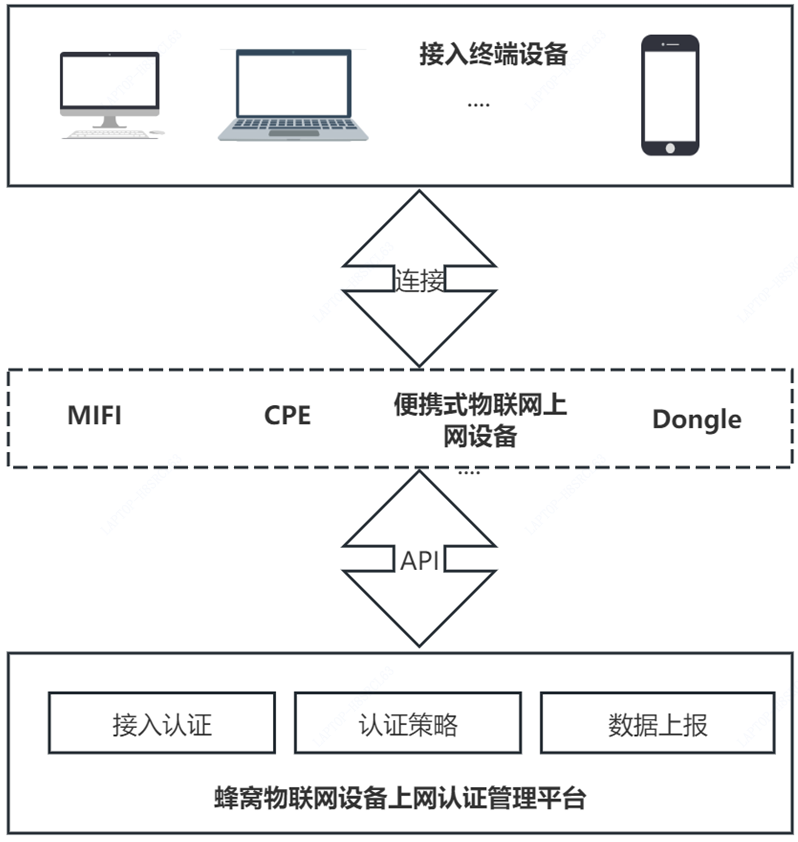 接入终端设备
....
连接
MIFI
CPE
便携式物联网上
网设备
Dongle
....
API
接入认证
认证策略
数据上报
蜂窝物联网设备上网认证管理平台